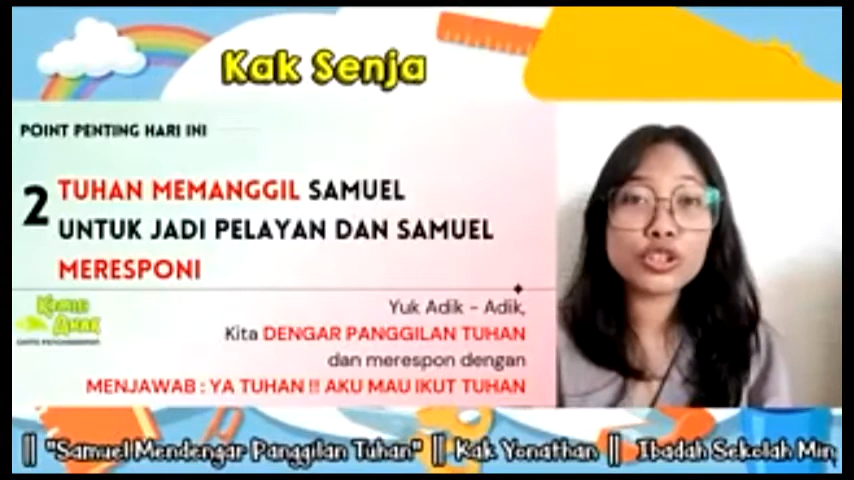 Kak Senja
POINT PENTING HARI INI
2
TUHAN MEMANGGIL SAMUEL
UNTUK JADI PELAYAN DAN SAMUEL
MERESPONI
Yuk Adik - Adik,
Kita DENGAR PANGGILAN TUHAN
dan merespon dengan
MENJAWAB : YA TUHAN !! AKU MAU IKUT TUHAN
|| "Samuel Mendengar Panggilan Tuhan" || Kak Yonathan || Ibadah Sekolah Min